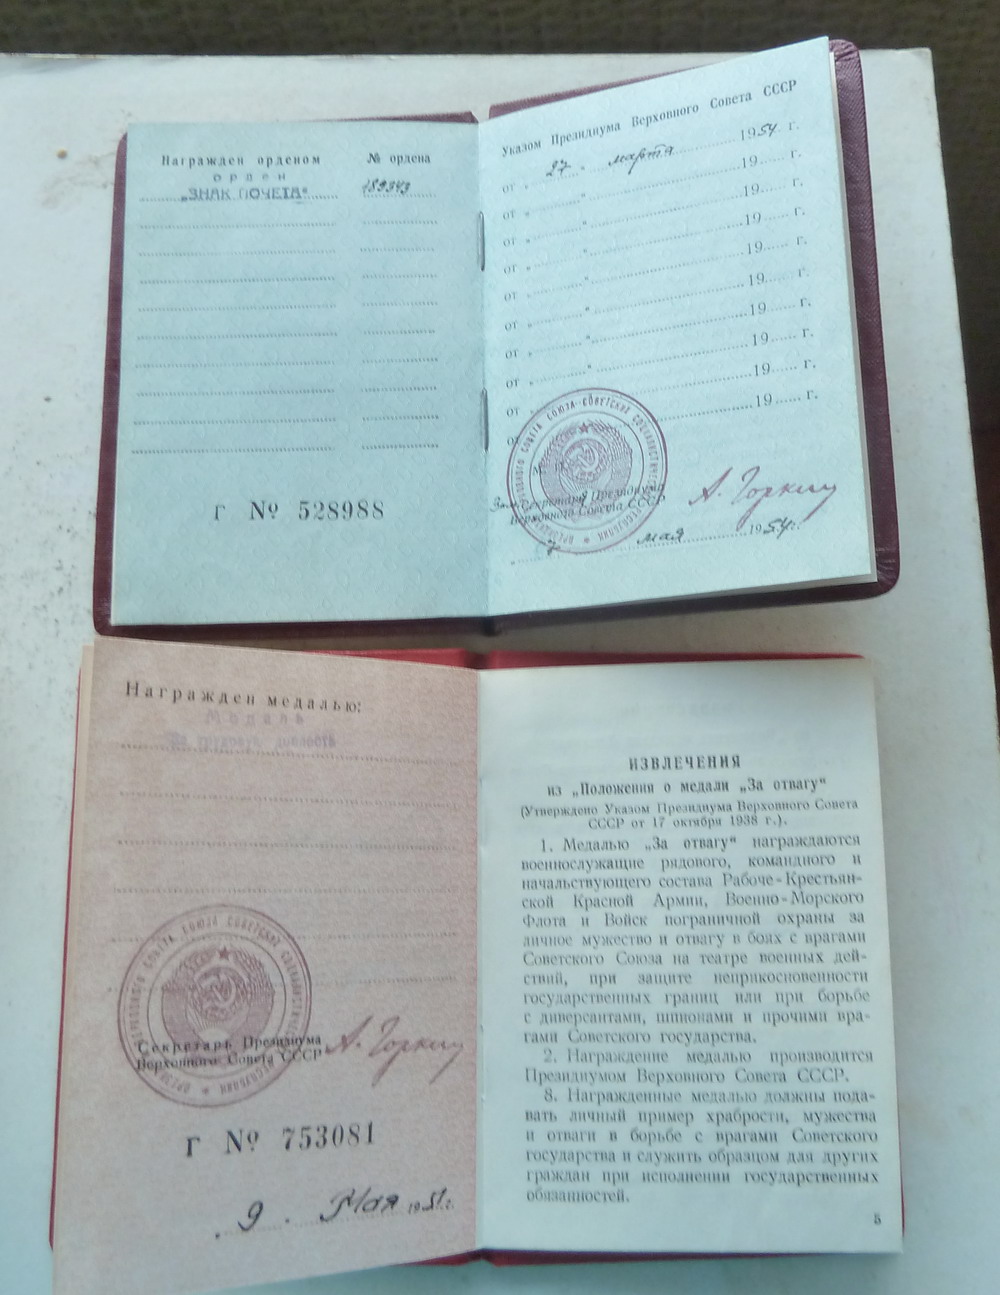 Награжден орденом
№ ордена
орден
„ЗНАК ПОЧЕТА"
189343
Г № 528988
Указом Президиума Верховного Совета СССР
от „ 27 " марта 1954 г.
от „ " 19 г.
от „ " 19 г.
от „ " 19 г.
от „ " 19 г.
от „ " 19 г.
от „ " 19 г.
от „ " 19 г.
от „ " 19 г.
от 19 г.
Зам. Секретарь Президиума
Верховного Совета СССР
А. Горкин
„ 7 мая 1954 г.
Награжден медалью:
Медаль
За трудовую доблесть
Секретарь Президиума
Верховного Совета СССР
А. Горкин
Г № 753081
„ 9 " Мая 1951 г.
ИЗВЛЕЧЕНИЯ
из „Положения о медали „За отвагу"
(Утверждено Указом Президиума Верховного Совета
СССР от 17 октября 1938 г.).
1. Медалью „За отвагу" награждаются
военнослужащие рядового, командного и
начальствующего состава Рабоче-Крестьян-
ской Красной Армии, Военно-Морского
Флота и Войск пограничной охраны за
личное мужество и отвагу в боях с врагами
Советского Союза на театре военных дей-
ствий, при защите неприкосновенности
государственных границ или при борьбе
с диверсантами, шпионами и прочими вра-
гами Советского государства.
2. Награждение медалью производится
Президиумом Верховного Совета СССР.
8. Награжденные медалью должны пода-
вать личный пример храбрости, мужества
и отваги в борьбе с врагами Советского
государства и служить образцом для других
граждан при исполнении государственных
обязанностей.
5